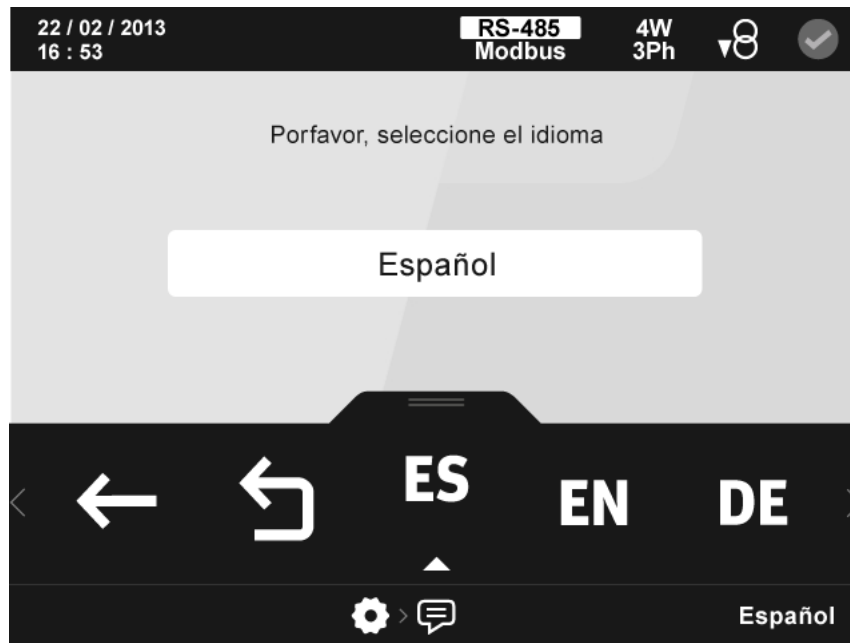 22 / 02 / 2013
16 : 53
RS-485
Modbus
4W
3Ph
Porfavor, seleccione el idioma
Español
ES
EN
DE
Español